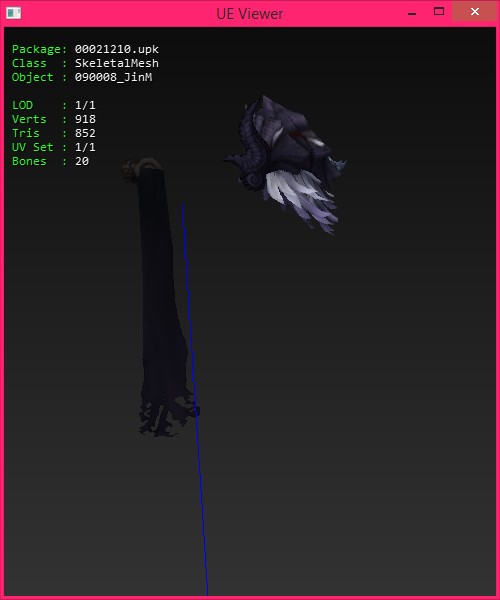 UE Viewer
Package: 00021210.upk
Class  : SkeletalMesh
Object : 090008_JinM
LOD    : 1/1
Verts  : 918
Tris   : 852
UV Set : 1/1
Bones  : 20